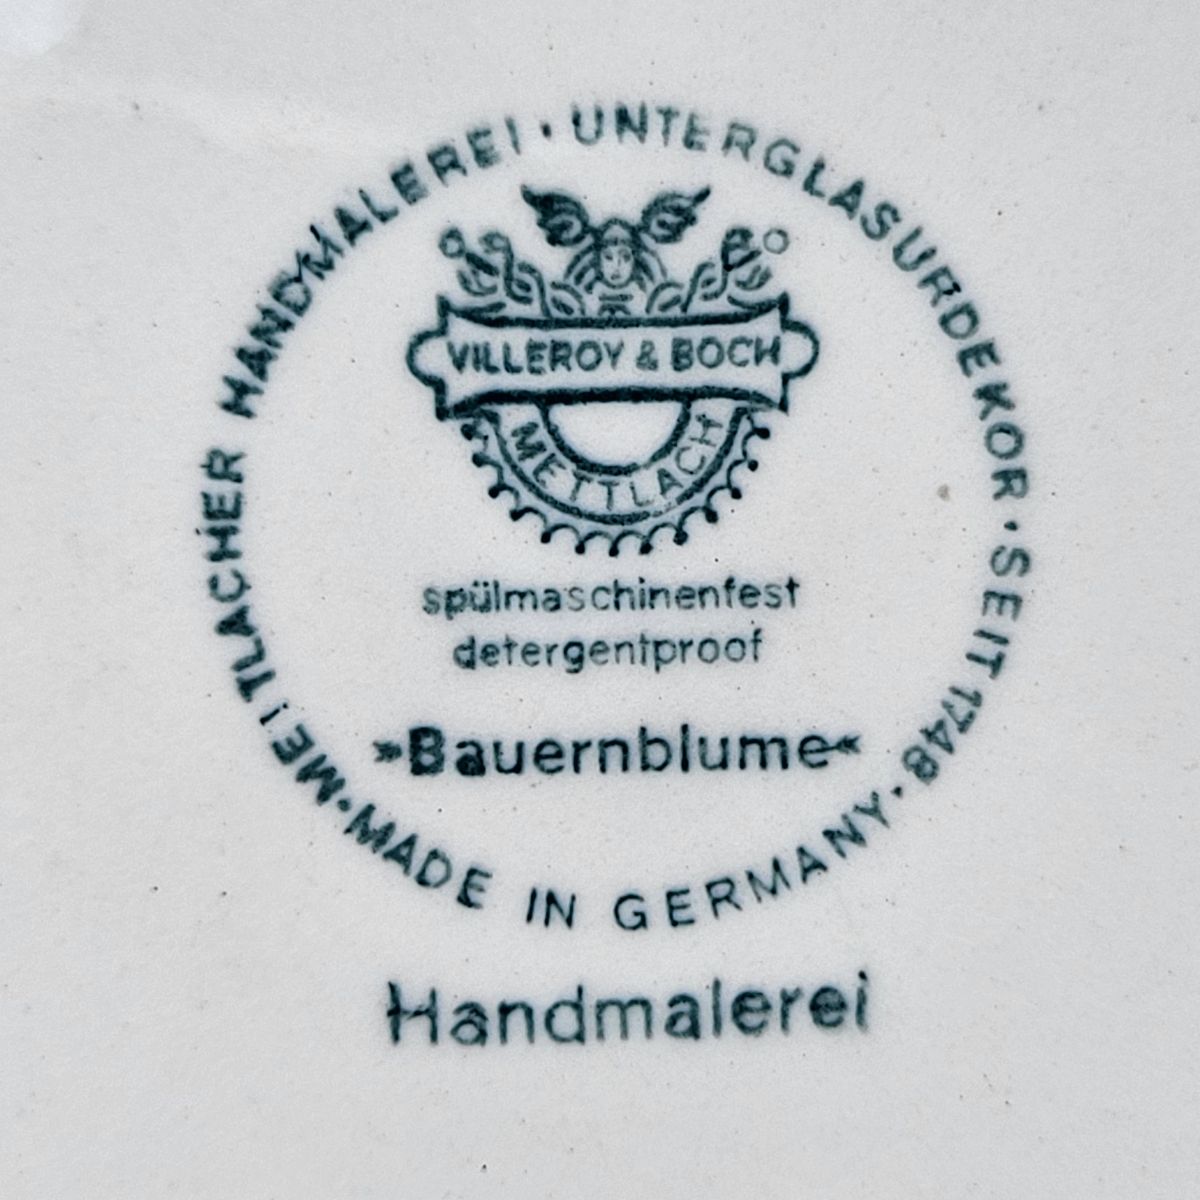 METTLACHER HANDMALEREI · UNTERGLASURDEKOR · SEIT 1748 · MADE IN GERMANY ·
VILLEROY & BOCH
METTLACH
spülmaschinenfest
detergentproof
»Bauernblume«
Handmalerei